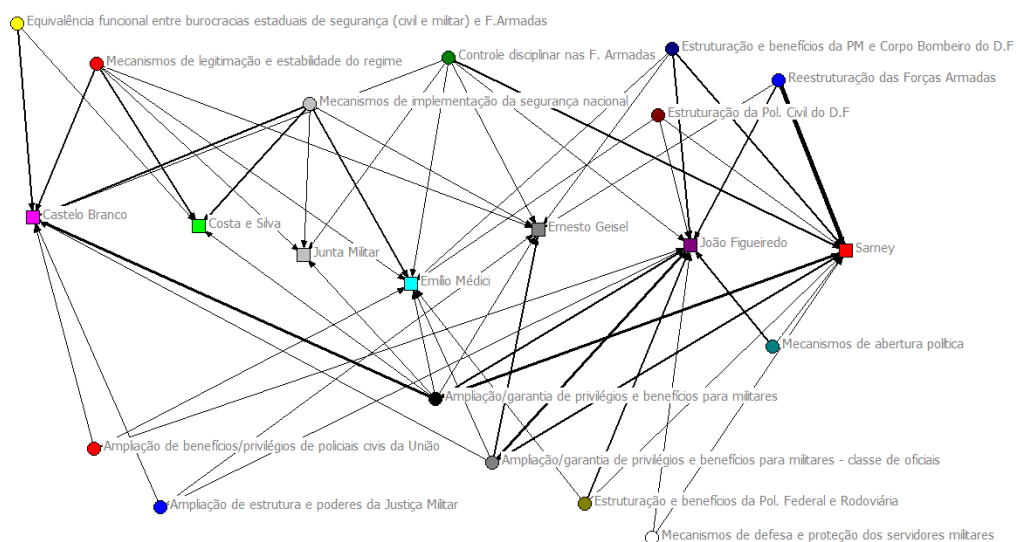 Equivalência funcional entre burocracias estaduais de segurança (civil e militar) e F.Armadas
Mecanismos de legitimação e estabilidade do regime
Controle disciplinar nas F. Armadas
Estruturação e benefícios da PM e Corpo Bombeiro do D.F
Reestruturação das Forças Armadas
Mecanismos de implementação da segurança nacional
Estruturação da Pol. Civil do D.F
Castelo Branco
Costa e Silva
Junta Militar
Emílio Médici
Ernesto Geisel
João Figueiredo
Sarney
Mecanismos de abertura política
Ampliação/garantia de privilégios e benefícios para militares
Ampliação de benefícios/privilégios de policiais civis da União
Ampliação/garantia de privilégios e benefícios para militares - classe de oficiais
Ampliação de estrutura e poderes da Justiça Militar
Estruturação e benefícios da Pol. Federal e Rodoviária
Mecanismos de defesa e proteção dos servidores militares